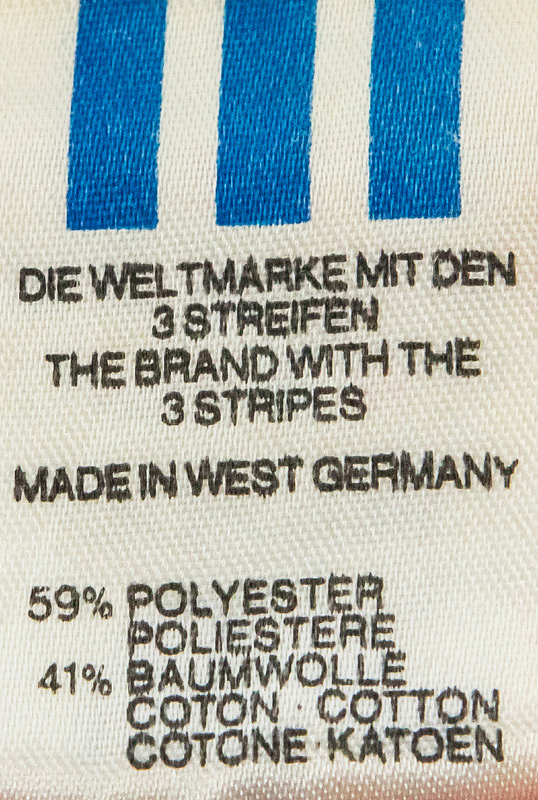 DIE WELTMARKE MIT DEN
3 STREIFEN
THE BRAND WITH THE
3 STRIPES
MADE IN WEST GERMANY
59% POLYESTER
POLIESTERE
41% BAUMWOLLE
COTON · COTTON
COTONE · KATOEN